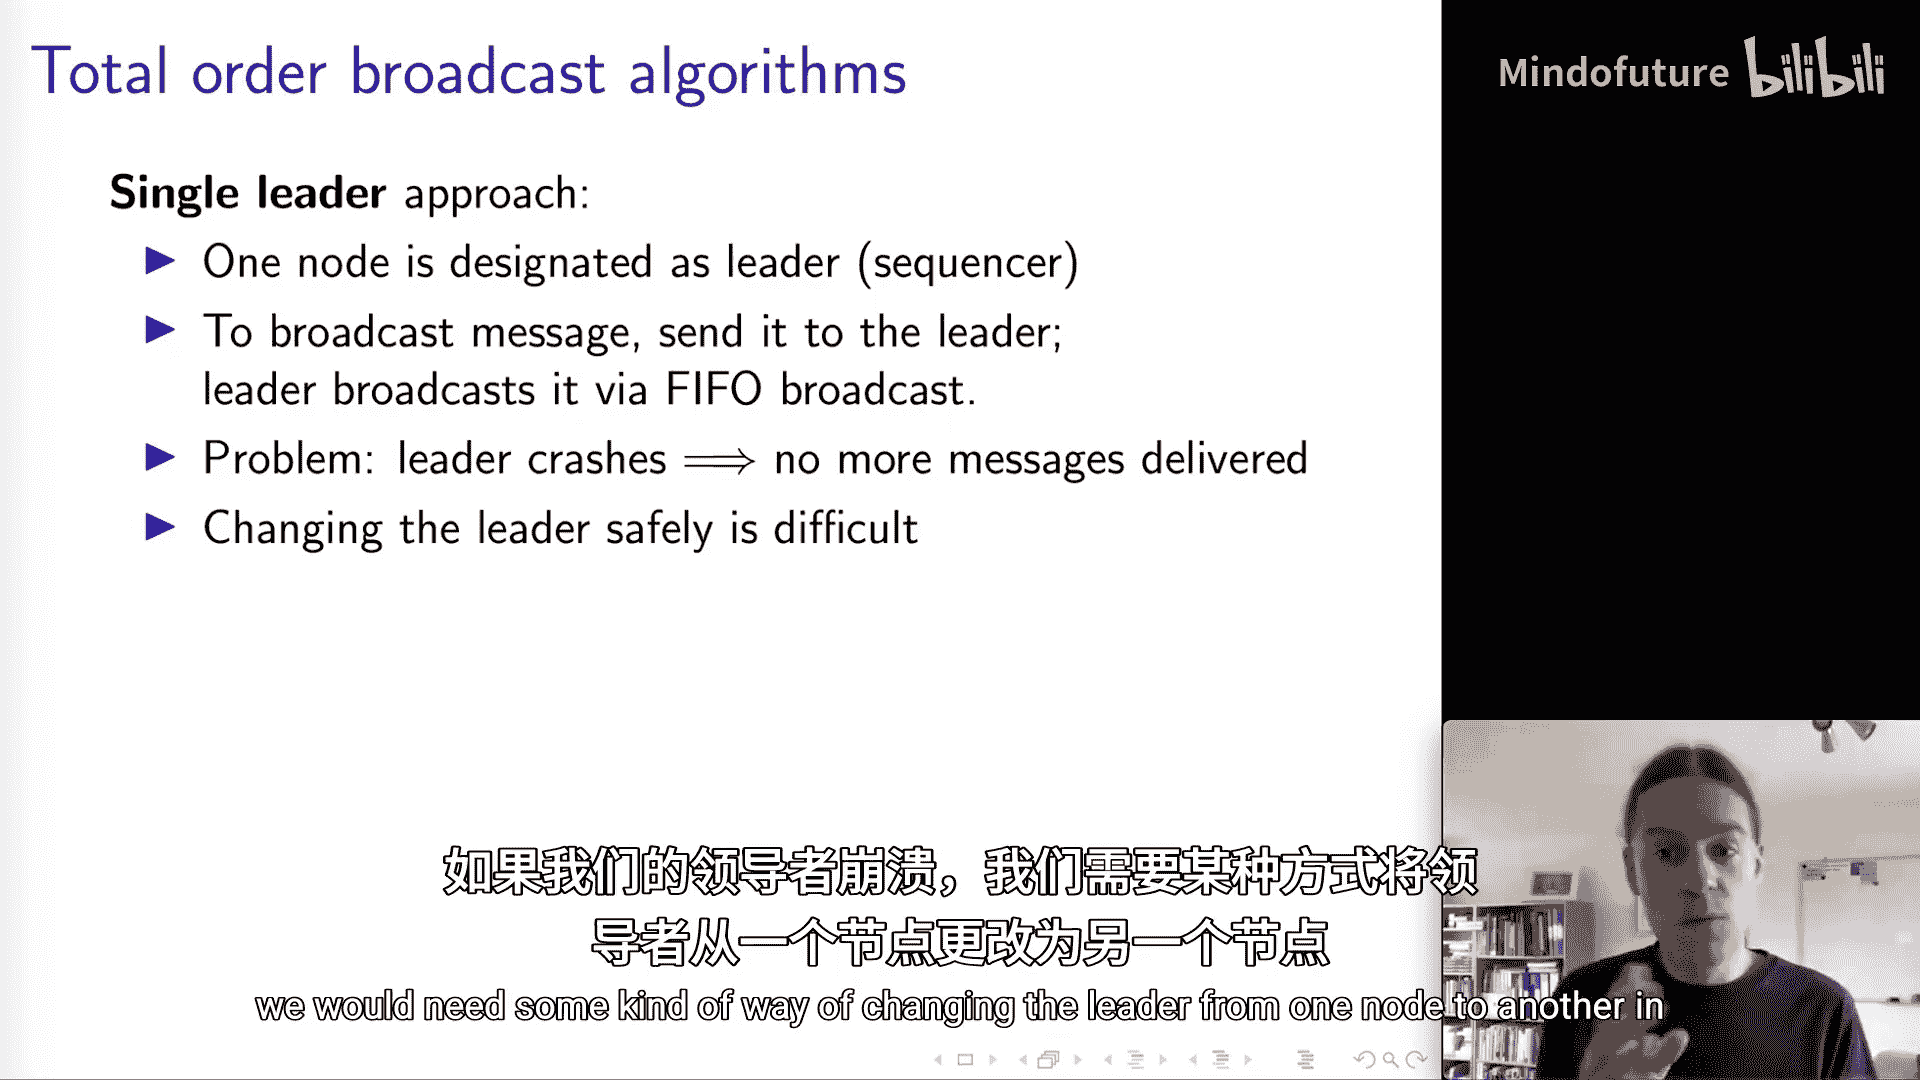 Total order broadcast algorithms
Mindofuture bilibili
Single leader approach:
▶ One node is designated as leader (sequencer)
▶ To broadcast message, send it to the leader;
leader broadcasts it via FIFO broadcast.
▶ Problem: leader crashes ⟹ no more messages delivered
▶ Changing the leader safely is difficult
如果我们的领导者崩溃，我们需要某种方式将领
导者从一个节点更改为另一个节点
we would need some kind of way of changing the leader from one node to another in